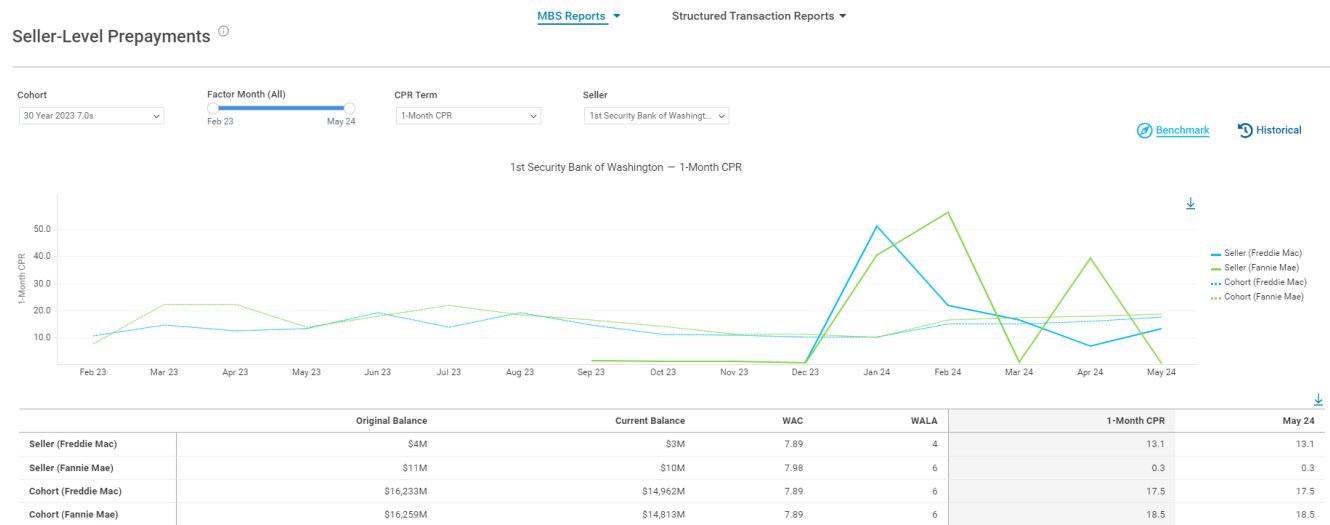 MBS Reports Structured Transaction Reports
Seller-Level Prepayments
Cohort Factor Month (All) CPR Term Seller
30 Year 2023 7.0s 1-Month CPR 1st Security Bank of Washingt...
Feb 23 May 24
Benchmark Historical
1st Security Bank of Washington — 1-Month CPR
50.0
40.0
30.0
20.0
10.0
1-Month CPR
Seller (Freddie Mac)
Seller (Fannie Mae)
Cohort (Freddie Mac)
Cohort (Fannie Mae)
Feb 23 Mar 23 Apr 23 May 23 Jun 23 Jul 23 Aug 23 Sep 23 Oct 23 Nov 23 Dec 23 Jan 24 Feb 24 Mar 24 Apr 24 May 24
Original Balance Current Balance WAC WALA 1-Month CPR May 24
Seller (Freddie Mac) $4M $3M 7.89 4 13.1 13.1
Seller (Fannie Mae) $11M $10M 7.98 6 0.3 0.3
Cohort (Freddie Mac) $16,233M $14,962M 7.89 6 17.5 17.5
Cohort (Fannie Mae) $16,259M $14,813M 7.89 6 18.5 18.5